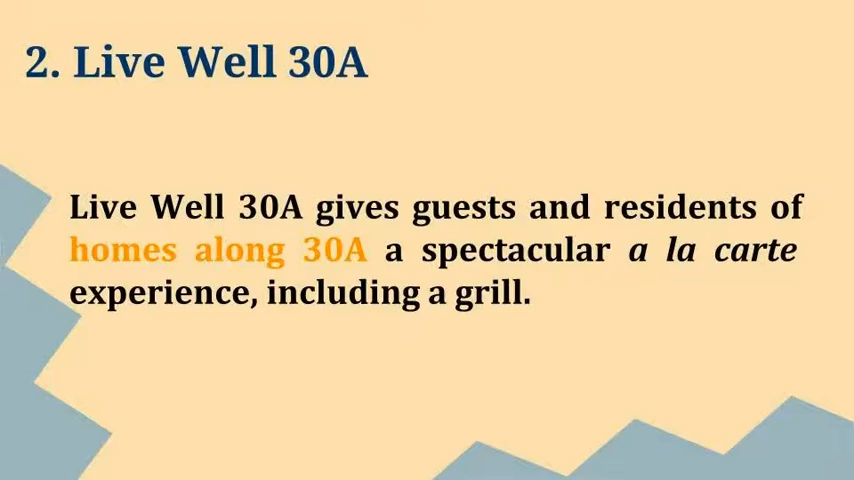 2. Live Well 30A
Live Well 30A gives guests and residents of
homes along 30A a spectacular a la carte
experience, including a grill.